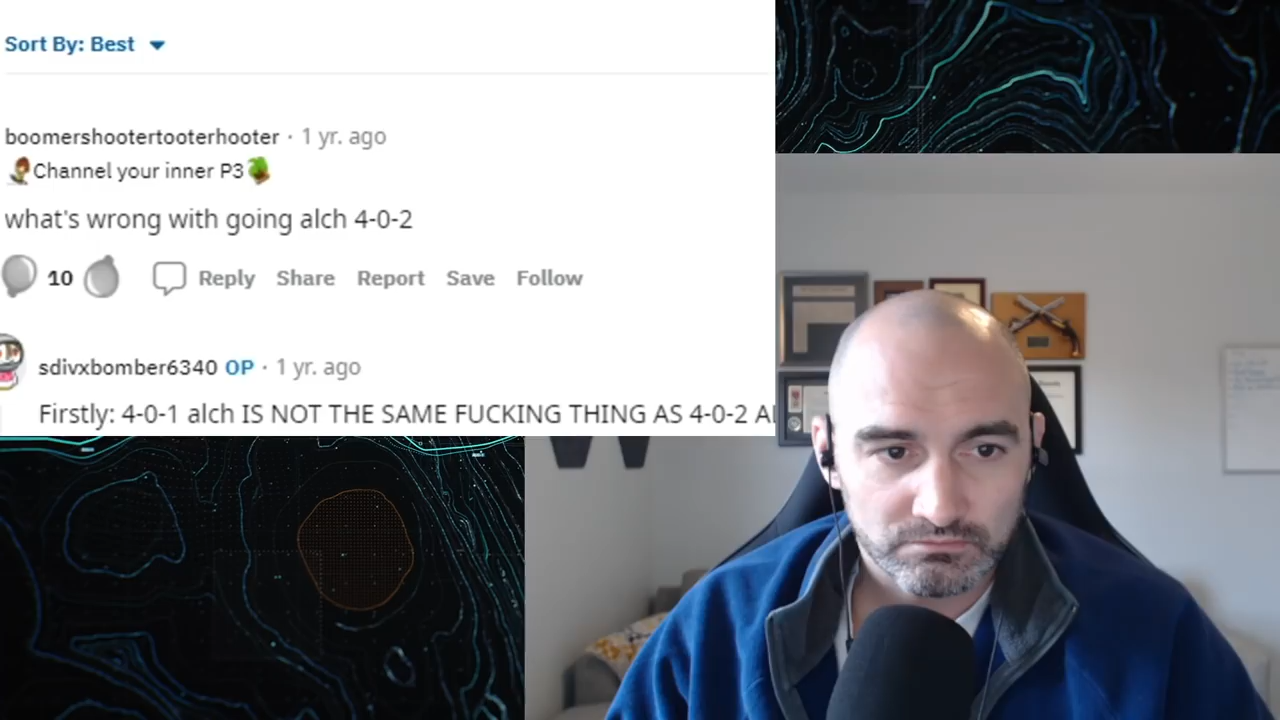 Sort By: Best
boomershootertooterhooter · 1 yr. ago
Channel your inner P3
what's wrong with going alch 4-0-2
10 Reply Share Report Save Follow
sdivxbomber6340 OP · 1 yr. ago
Firstly: 4-0-1 alch IS NOT THE SAME FUCKING THING AS 4-0-2